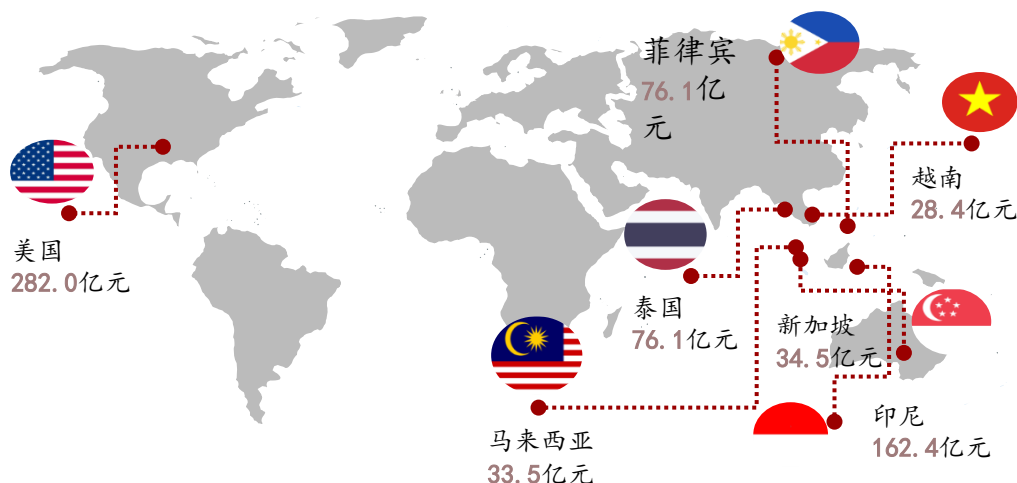 菲律宾
76.1亿
元
越南
28.4亿元
美国
282.0亿元
泰国
76.1亿元
新加坡
34.5亿元
印尼
162.4亿元
马来西亚
33.5亿元